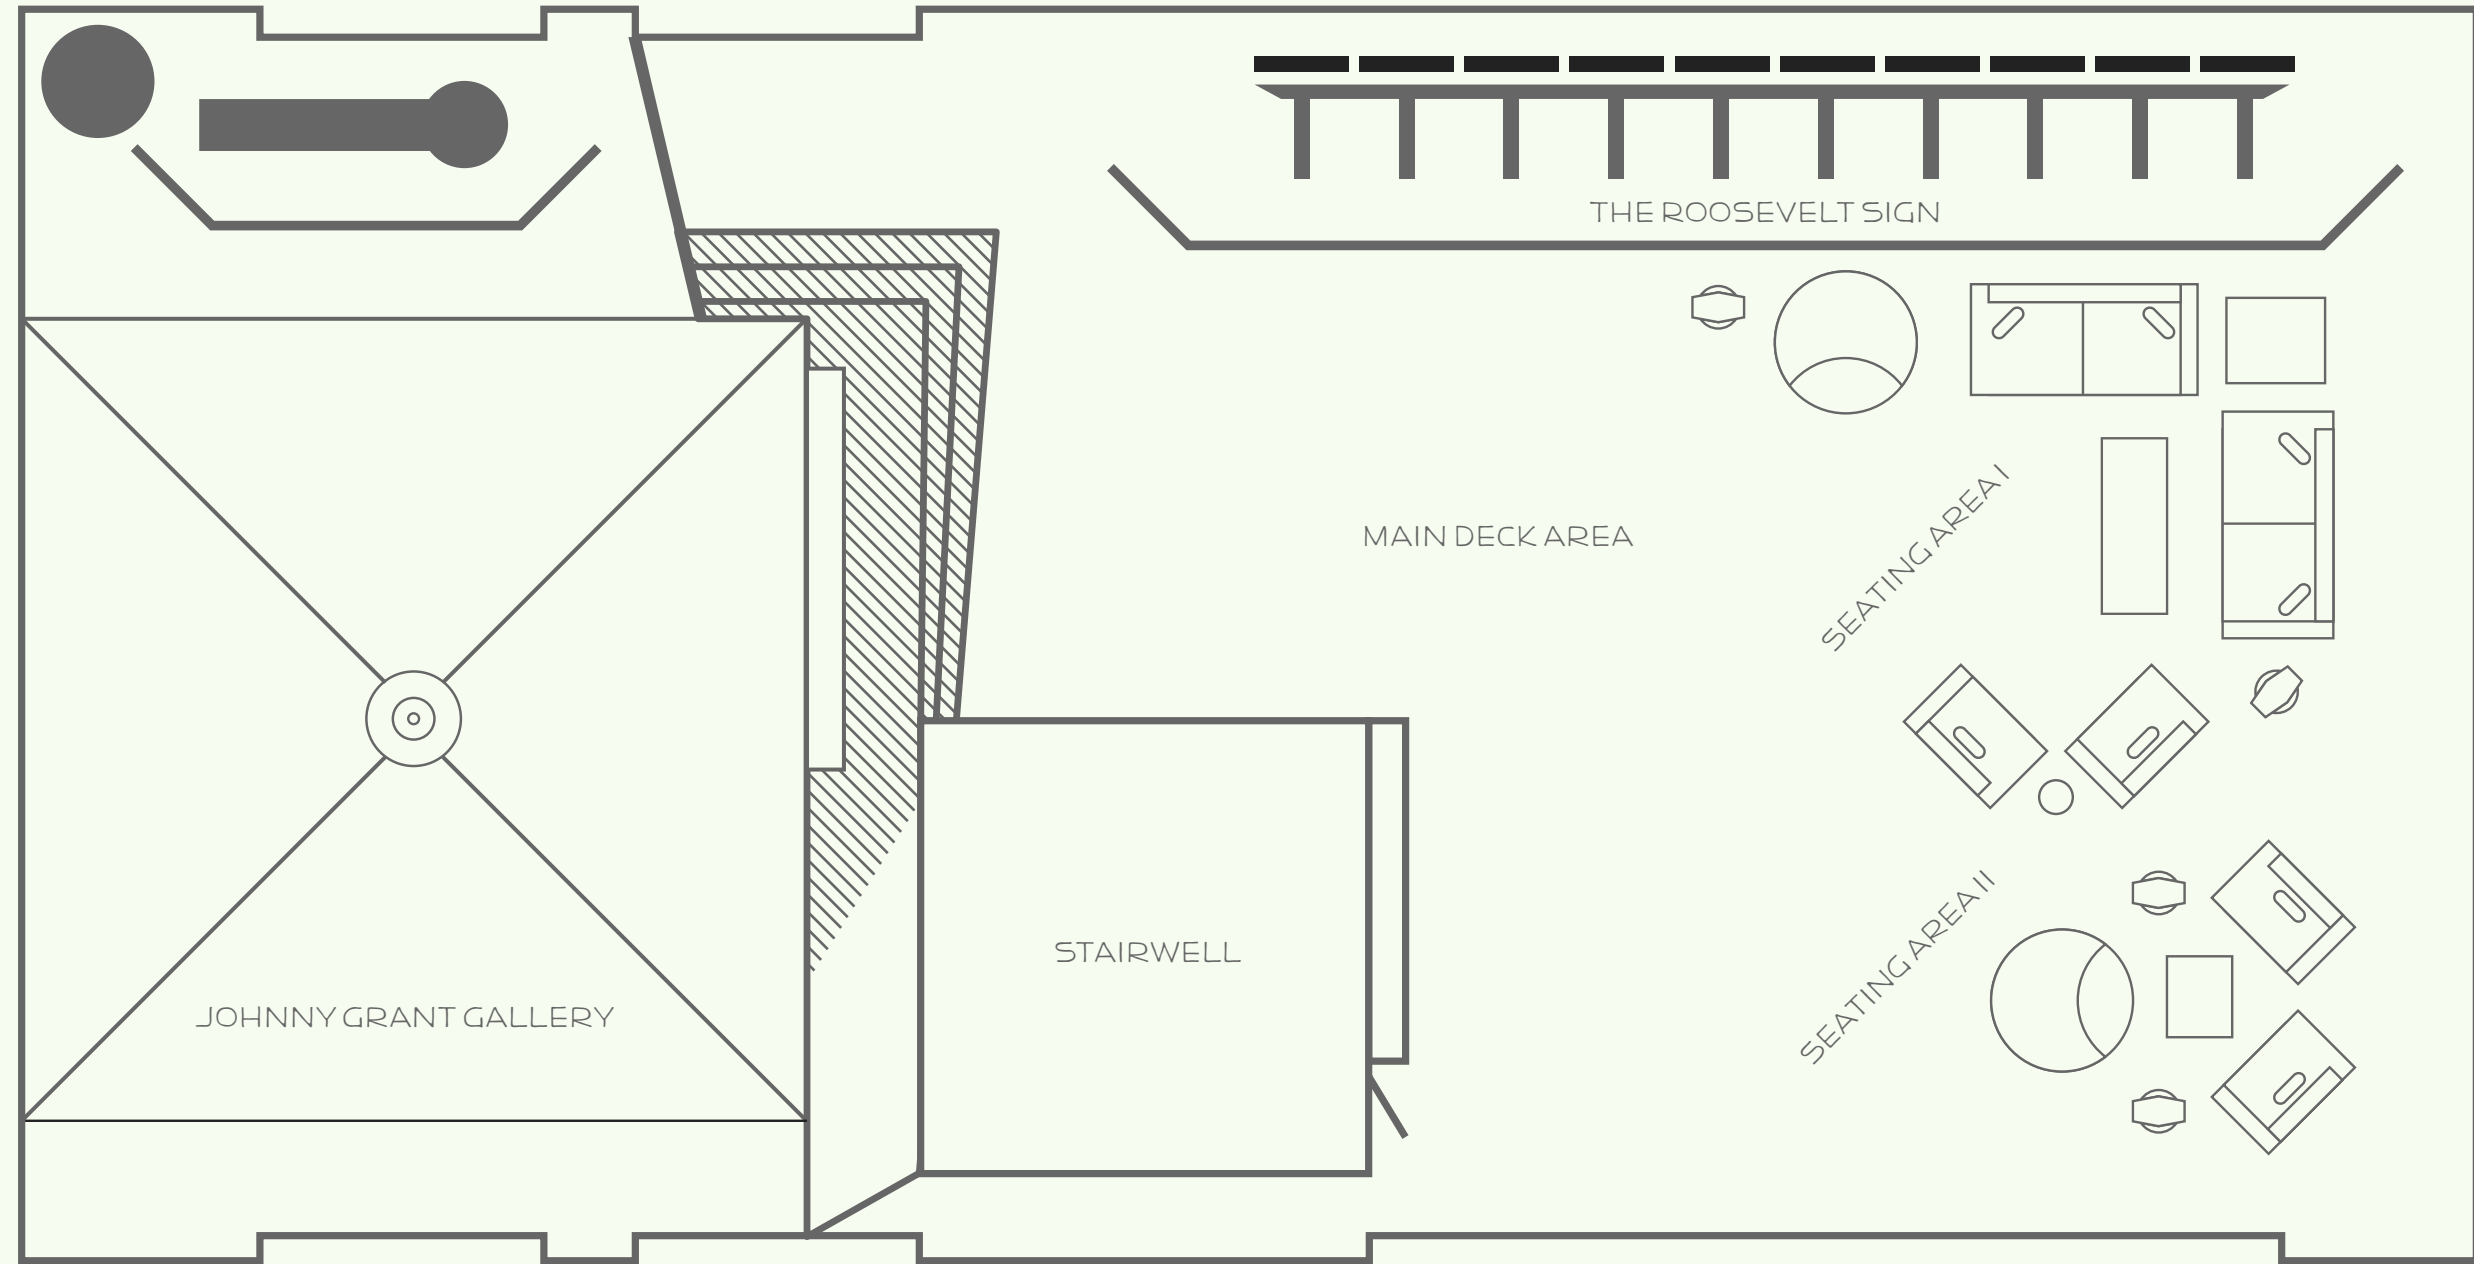 THE ROOSEVELT SIGN
MAIN DECK AREA
SEATING AREA I
SEATING AREA II
STAIRWELL
JOHNNY GRANT GALLERY